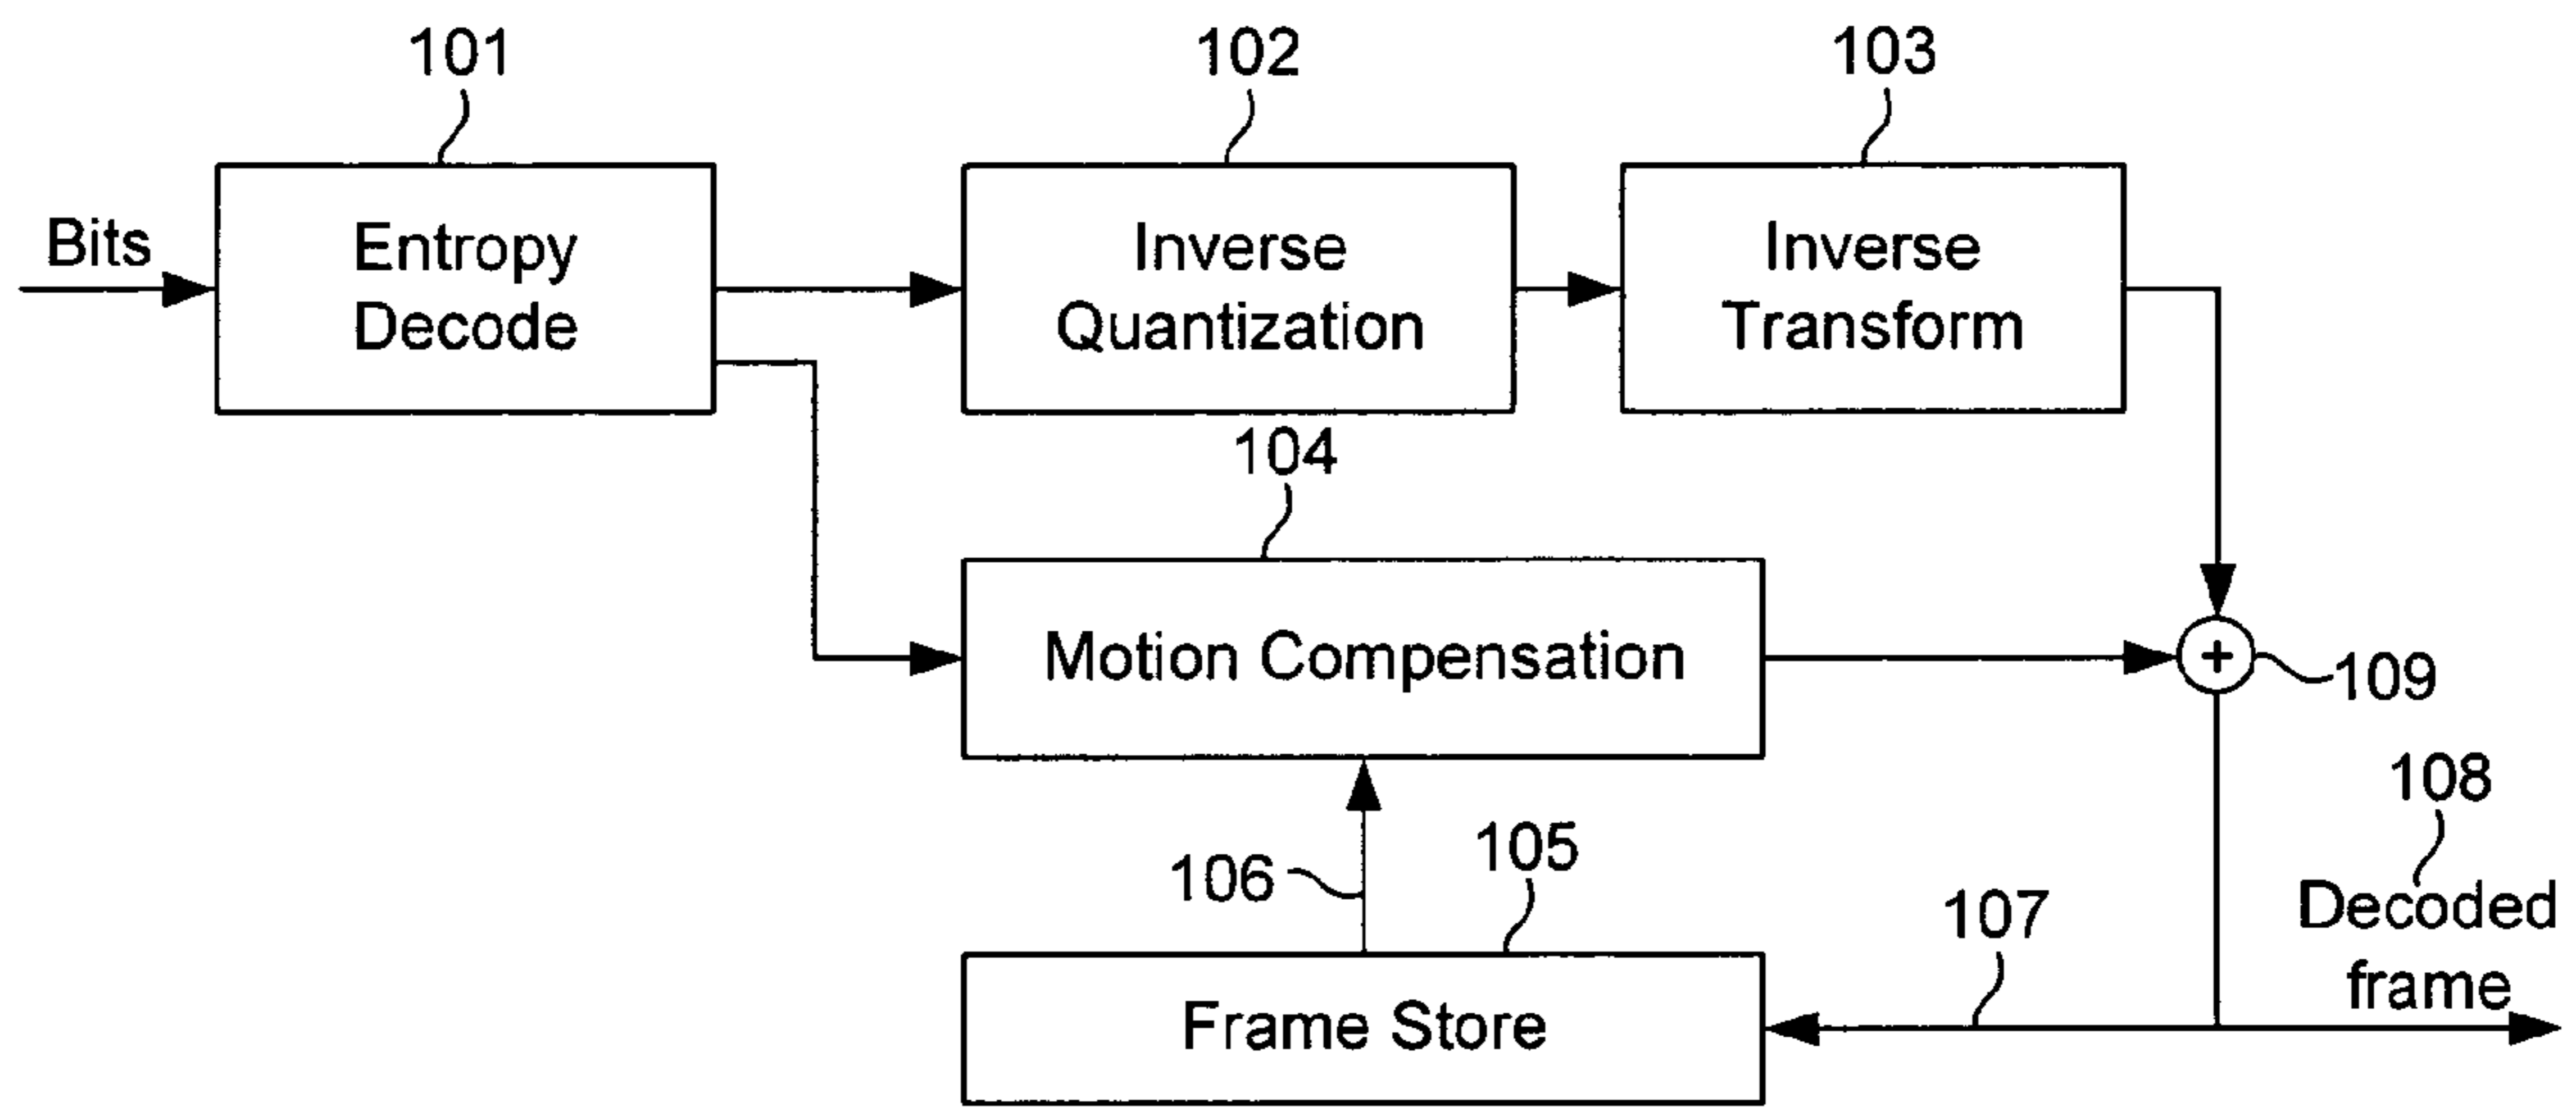 101
102
103
Bits
Entropy
Decode
Inverse
Quantization
Inverse
Transform
104
Motion Compensation
+
109
108
Decoded
frame
106
105
107
Frame Store